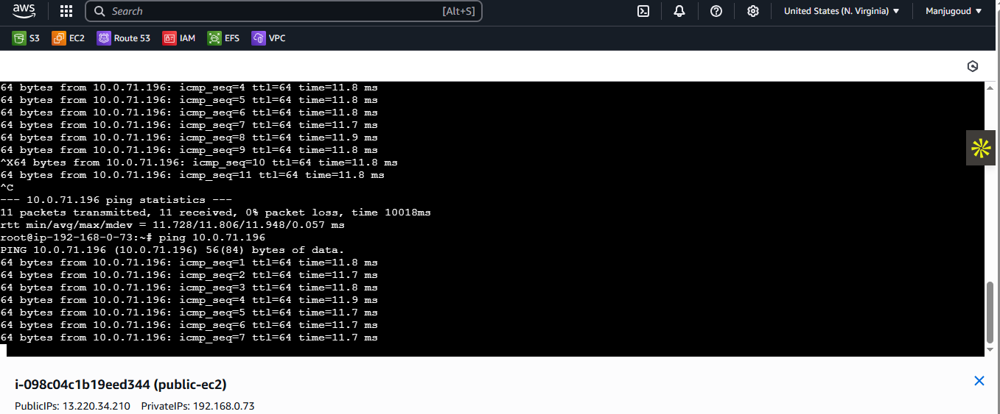 aws Search [Alt+S] United States (N. Virginia) ▼ Manjugoud ▼
S3 EC2 Route 53 IAM EFS VPC
64 bytes from 10.0.71.196: icmp_seq=4 ttl=64 time=11.8 ms
64 bytes from 10.0.71.196: icmp_seq=5 ttl=64 time=11.8 ms
64 bytes from 10.0.71.196: icmp_seq=6 ttl=64 time=11.8 ms
64 bytes from 10.0.71.196: icmp_seq=7 ttl=64 time=11.7 ms
64 bytes from 10.0.71.196: icmp_seq=8 ttl=64 time=11.9 ms
64 bytes from 10.0.71.196: icmp_seq=9 ttl=64 time=11.8 ms
^X64 bytes from 10.0.71.196: icmp_seq=10 ttl=64 time=11.8 ms
64 bytes from 10.0.71.196: icmp_seq=11 ttl=64 time=11.8 ms
^C
--- 10.0.71.196 ping statistics ---
11 packets transmitted, 11 received, 0% packet loss, time 10018ms
rtt min/avg/max/mdev = 11.728/11.806/11.948/0.057 ms
root@ip-192-168-0-73:~# ping 10.0.71.196
PING 10.0.71.196 (10.0.71.196) 56(84) bytes of data.
64 bytes from 10.0.71.196: icmp_seq=1 ttl=64 time=11.8 ms
64 bytes from 10.0.71.196: icmp_seq=2 ttl=64 time=11.7 ms
64 bytes from 10.0.71.196: icmp_seq=3 ttl=64 time=11.8 ms
64 bytes from 10.0.71.196: icmp_seq=4 ttl=64 time=11.9 ms
64 bytes from 10.0.71.196: icmp_seq=5 ttl=64 time=11.7 ms
64 bytes from 10.0.71.196: icmp_seq=6 ttl=64 time=11.7 ms
64 bytes from 10.0.71.196: icmp_seq=7 ttl=64 time=11.7 ms
i-098c04c1b19eed344 (public-ec2)
PublicIPs: 13.220.34.210 PrivateIPs: 192.168.0.73